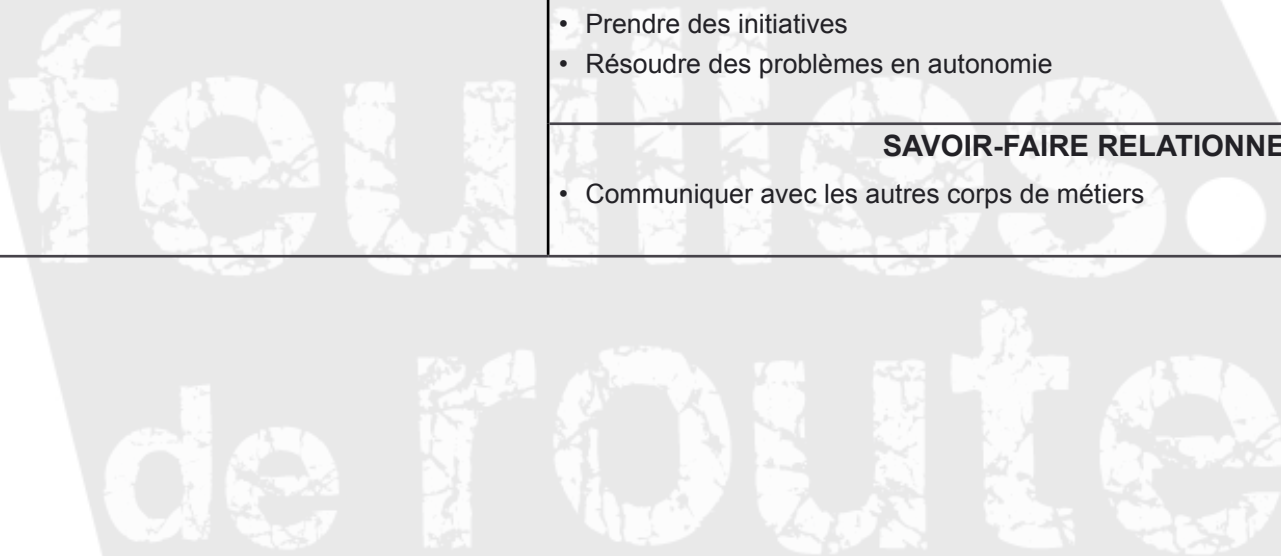 • Prendre des initiatives
• Résoudre des problèmes en autonomie
SAVOIR-FAIRE RELATIONNE
• Communiquer avec les autres corps de métiers
feuilles.
de route